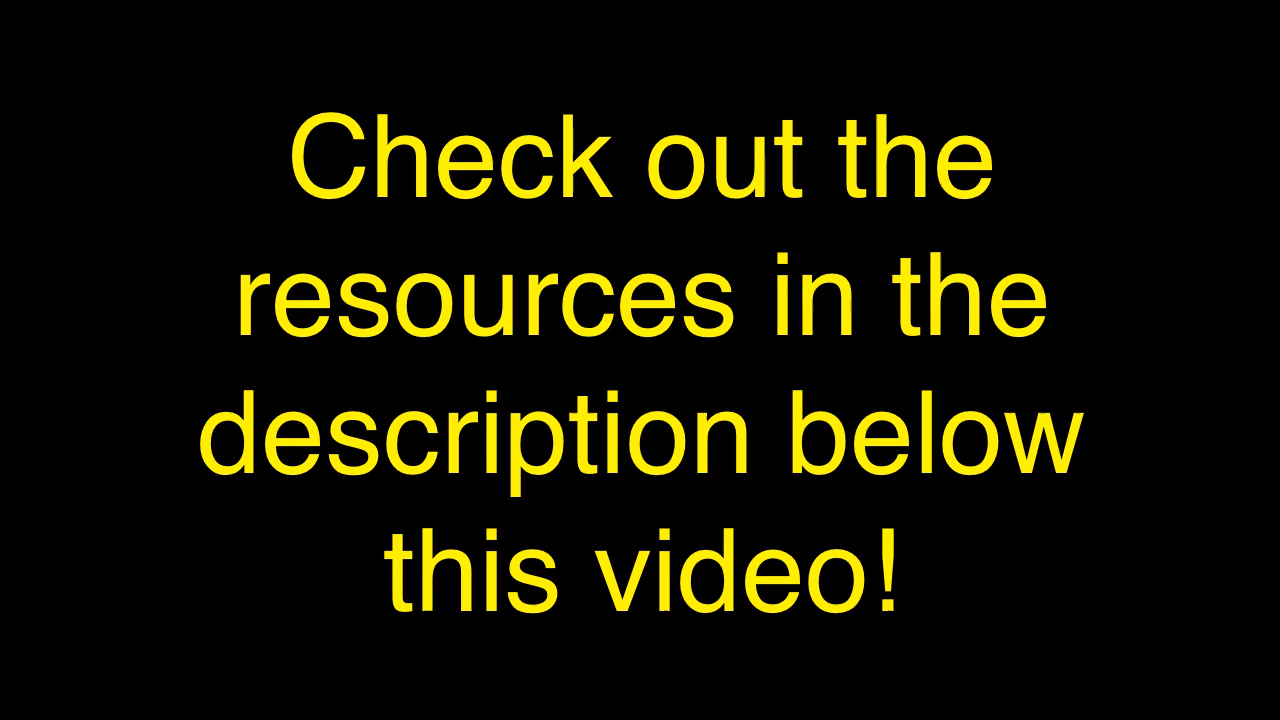 Check out the
resources in the
description below
this video!